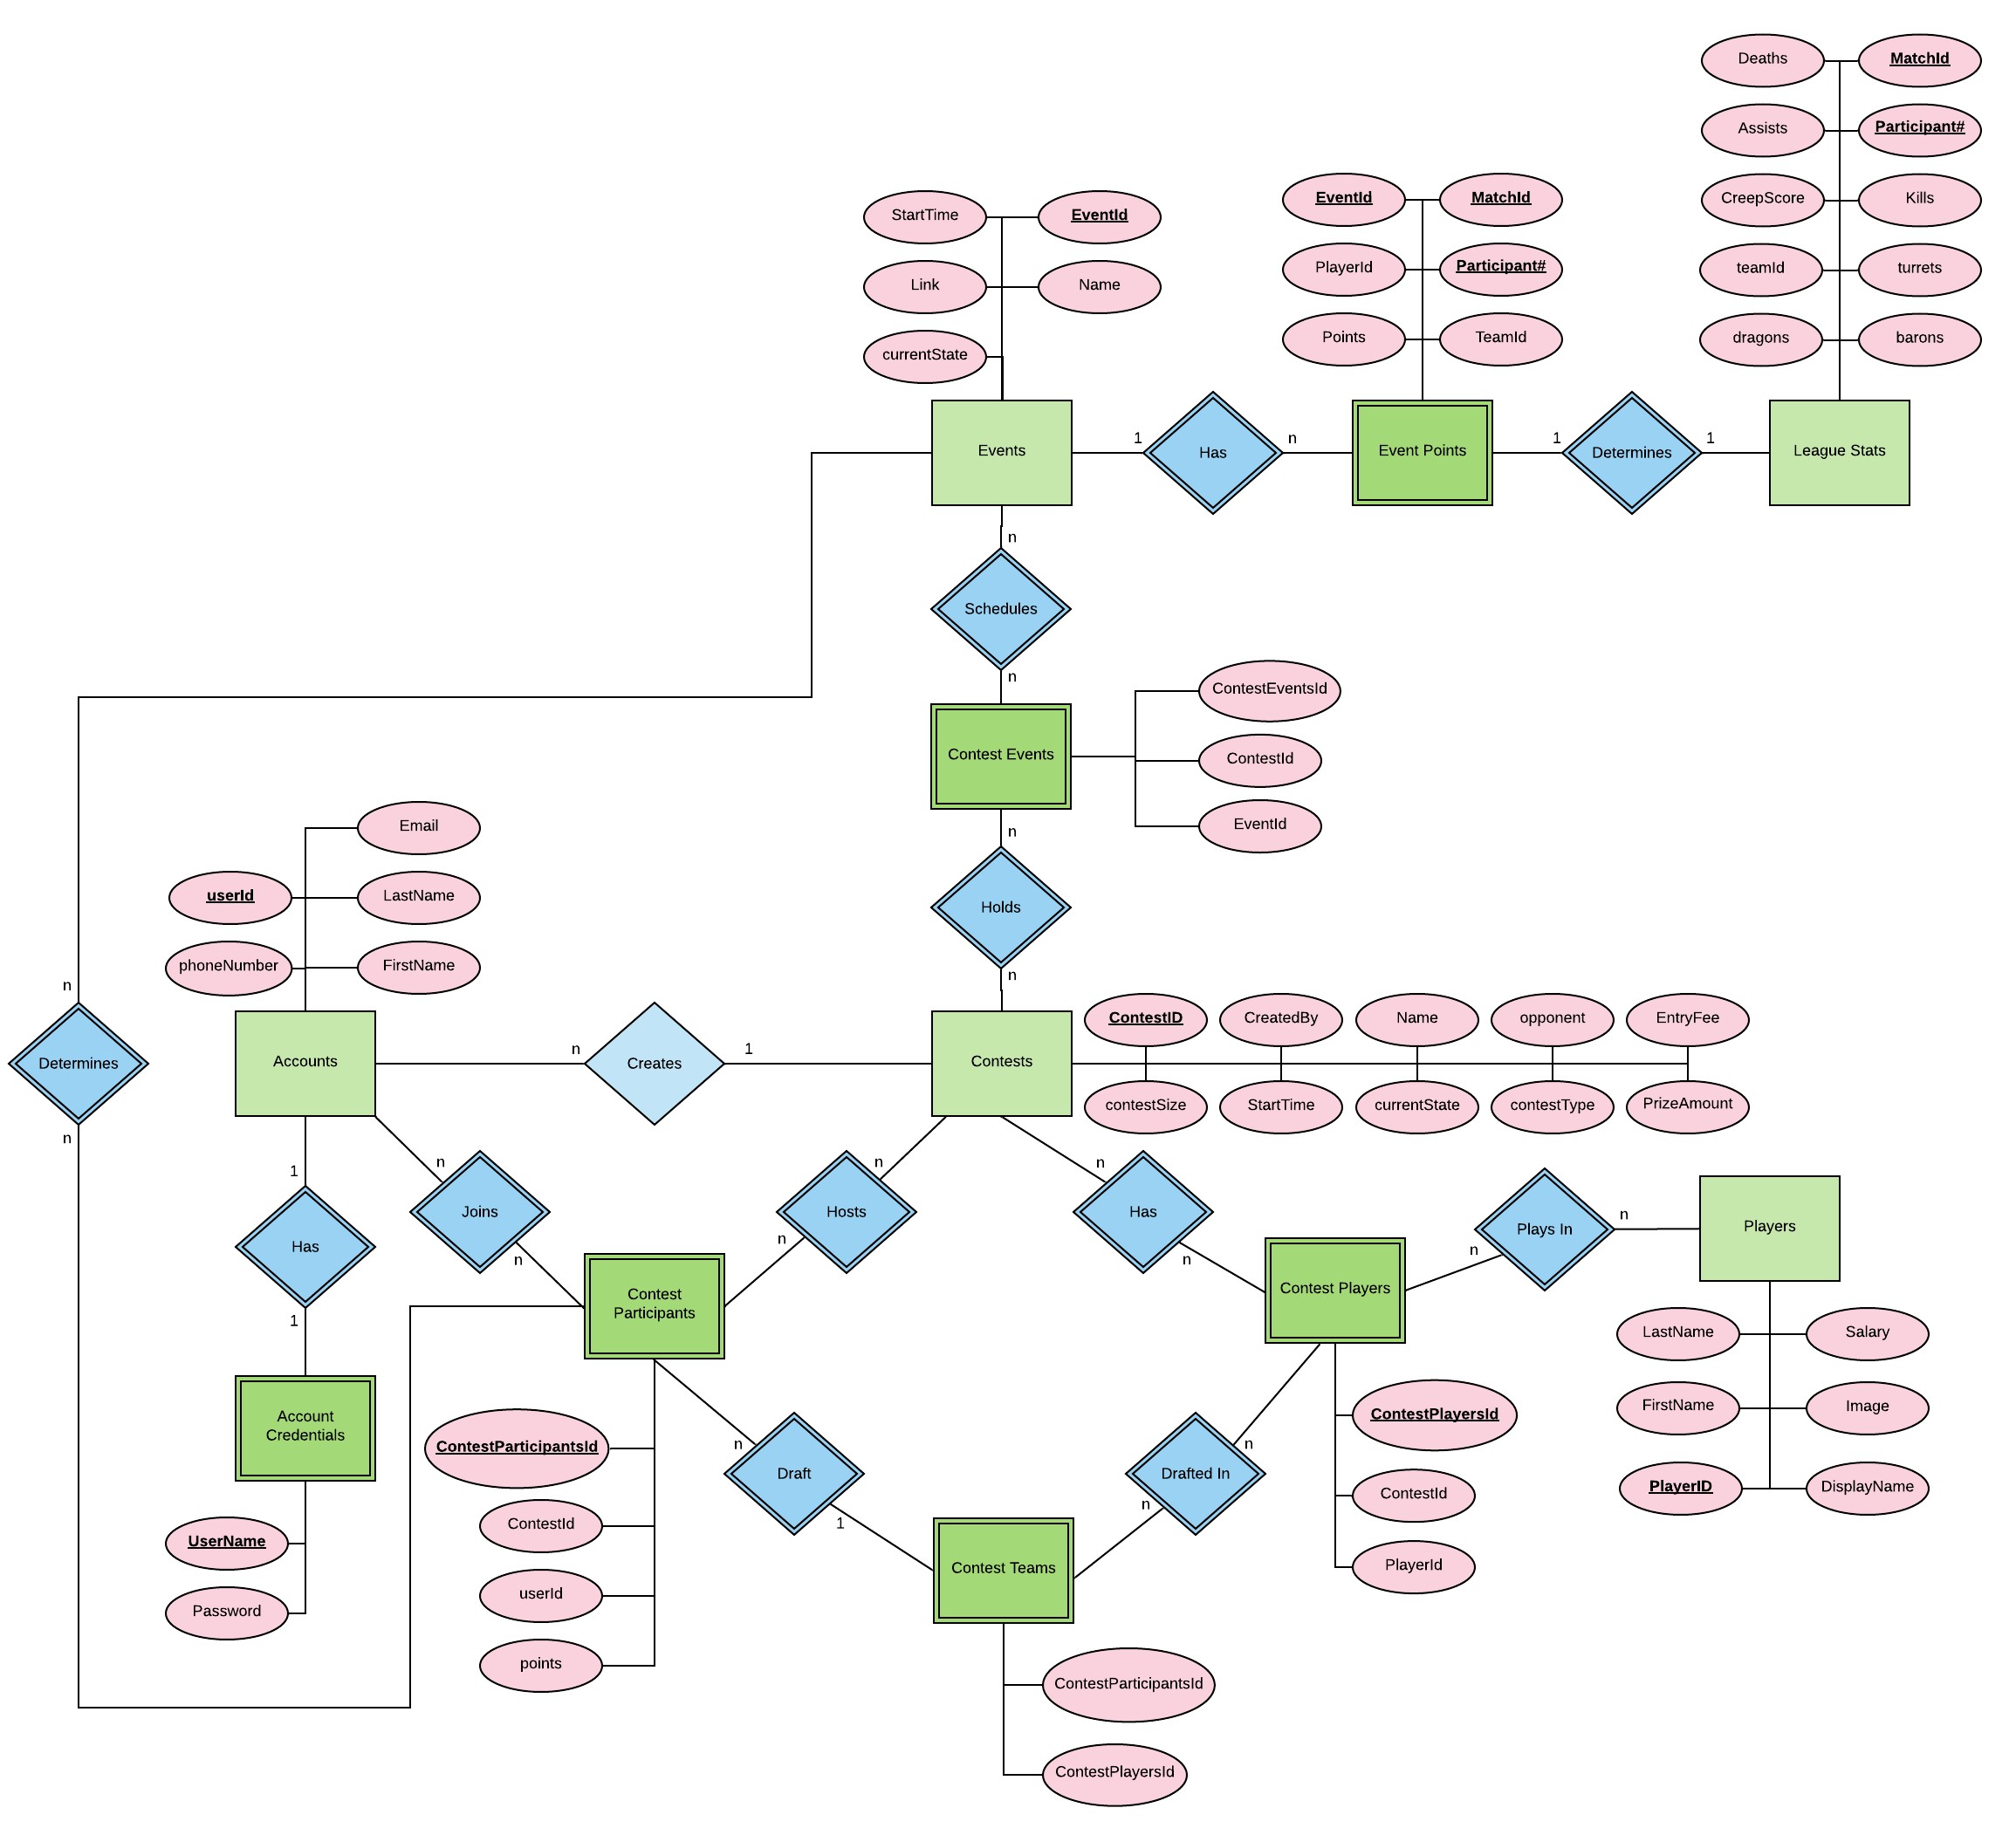 Deaths
MatchId
Assists
Participant#
EventId
MatchId
CreepScore
Kills
StartTime
EventId
PlayerId
Participant#
teamId
turrets
Link
Name
Points
TeamId
dragons
barons
currentState
Events
1
Has
n
Event Points
1
Determines
1
League Stats
n
Schedules
n
ContestEventsId
Contest Events
ContestId
EventId
n
Holds
n
Email
userId
LastName
phoneNumber
FirstName
n
Determines
n
Accounts
n
Creates
1
Contests
ContestID
CreatedBy
Name
opponent
EntryFee
contestSize
StartTime
currentState
contestType
PrizeAmount
1
Has
1
n
Joins
n
n
Hosts
n
n
Has
n
n
Plays In
n
Players
Contest
Participants
Contest Players
LastName
Salary
FirstName
Image
PlayerID
DisplayName
Account
Credentials
UserName
Password
ContestParticipantsId
ContestId
userId
points
n
Draft
1
n
Drafted In
n
ContestPlayersId
ContestId
PlayerId
Contest Teams
ContestParticipantsId
ContestPlayersId